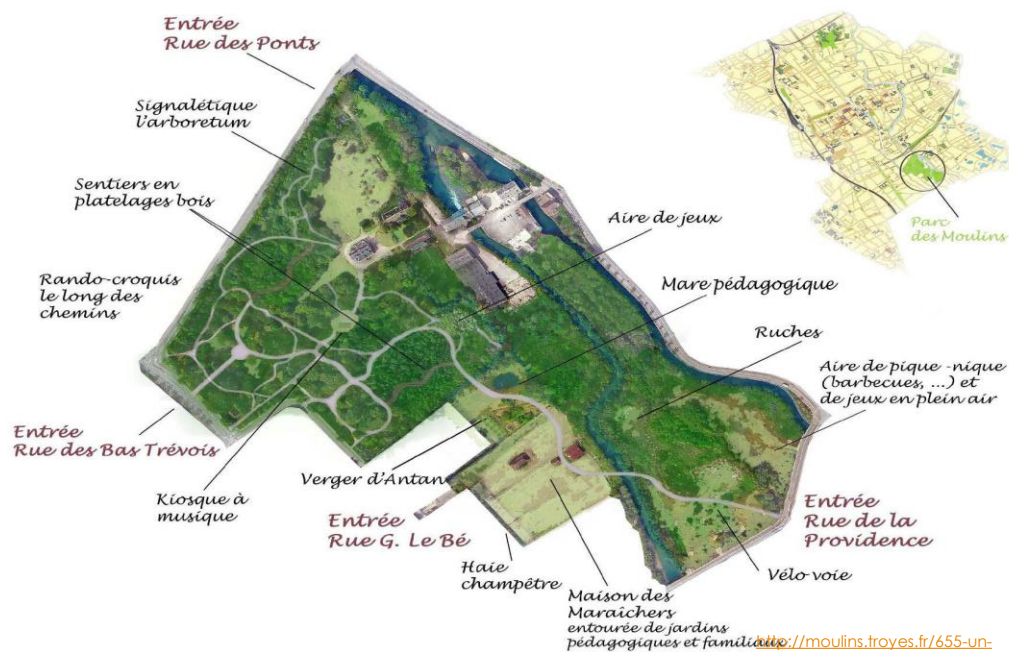 Entrée
Rue des Ponts
Signalétique
l'arboretum
Sentiers en
platelages bois
Rando-croquis
le long des
chemins
Entrée
Rue des Bas Trévois
Kiosque à
musique
Verger d'Antan
Entrée
Rue G. Le Bé
Haie
champêtre
Maison des
Maraîchers
entourée de jardins
pédagogiques et familiaux
Aire de jeux
Mare pédagogique
Ruches
Aire de pique -nique
(barbecues, ...) et
de jeux en plein air
Entrée
Rue de la
Providence
Vélo-voie
Parc
des Moulins
http://moulins.troyes.fr/655-un-